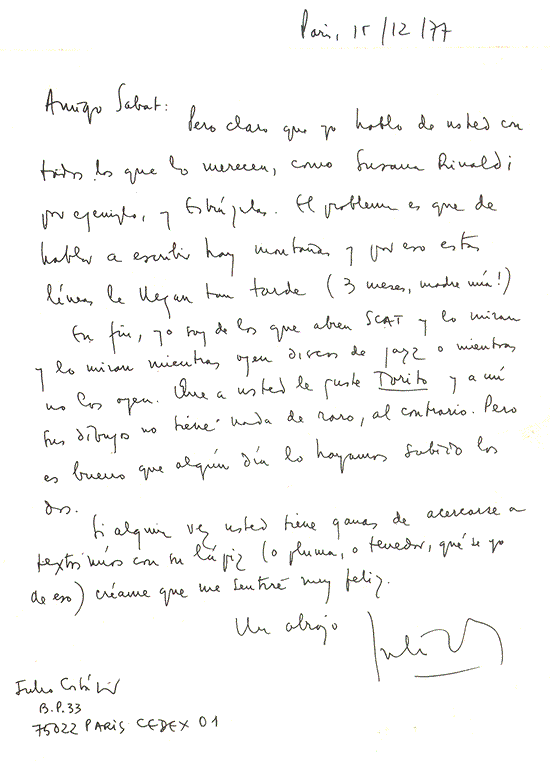 Paris, 15/12/77
Amigo Sabat:
Pero claro que yo hablo de usted con
todos los que lo merecen, como Susana Rinaldi
por ejemplo, y. El problema es que de
hablar a escribir hay montañas y por eso estas
líneas le llegan tan tarde (3 meses, madre mía!)
En fin, yo soy de los que abren SCAT y lo miran
y lo miran mientras oyen discos de jazz o mientras
no los oyen. Que a usted le guste Torito y a mí
sus dibujos no tiene nada de raro, al contrario. Pero
es bueno que algún día lo hayamos sabido los
dos.
Si alguna vez usted tiene ganas de acercarse a
textos míos con su lápiz (o pluma, o tenedor, qué sé yo
de eso) créame que me sentiré muy feliz.
Un abrazo Julio
Julio Cortázar
B.P.33
75022 PARIS CEDEX 01